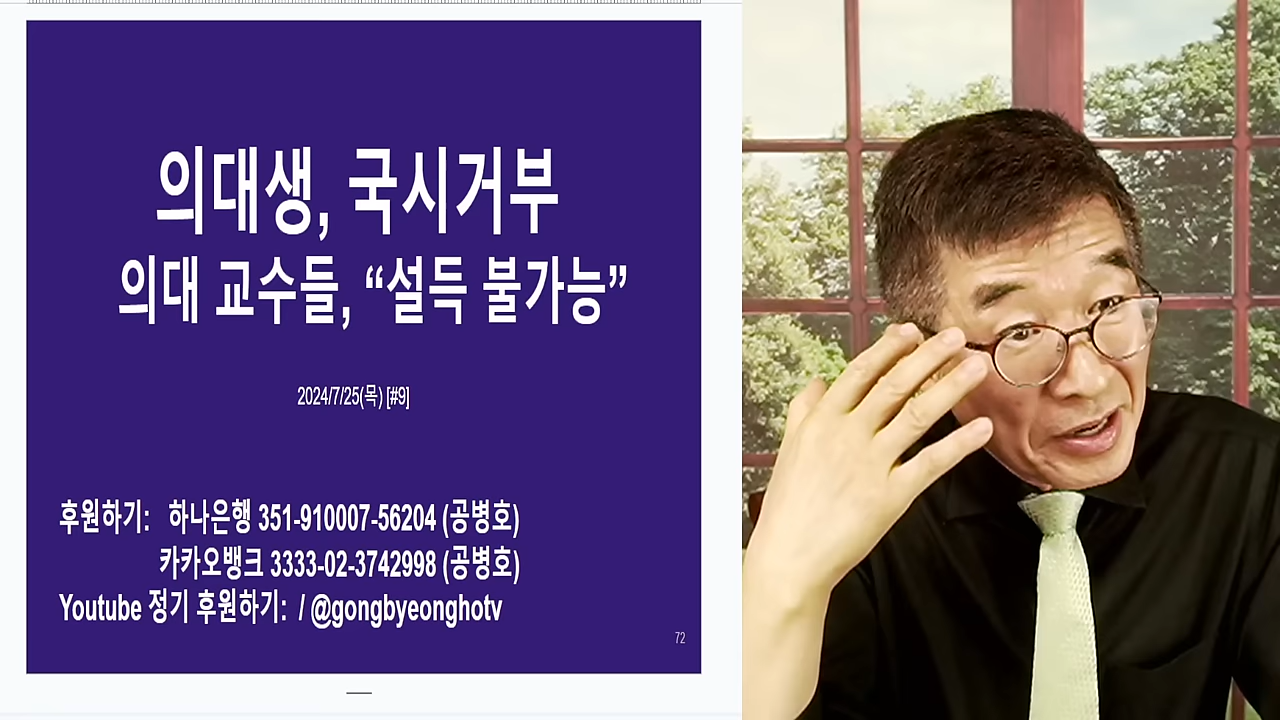 의대생, 국시거부
의대 교수들, “설득 불가능”
2024/7/25(목) [#9]
후원하기: 하나은행 351-910007-56204 (공병호)
카카오뱅크 3333-02-3742998 (공병호)
Youtube 정기 후원하기: / @gongbyeonghotv
72